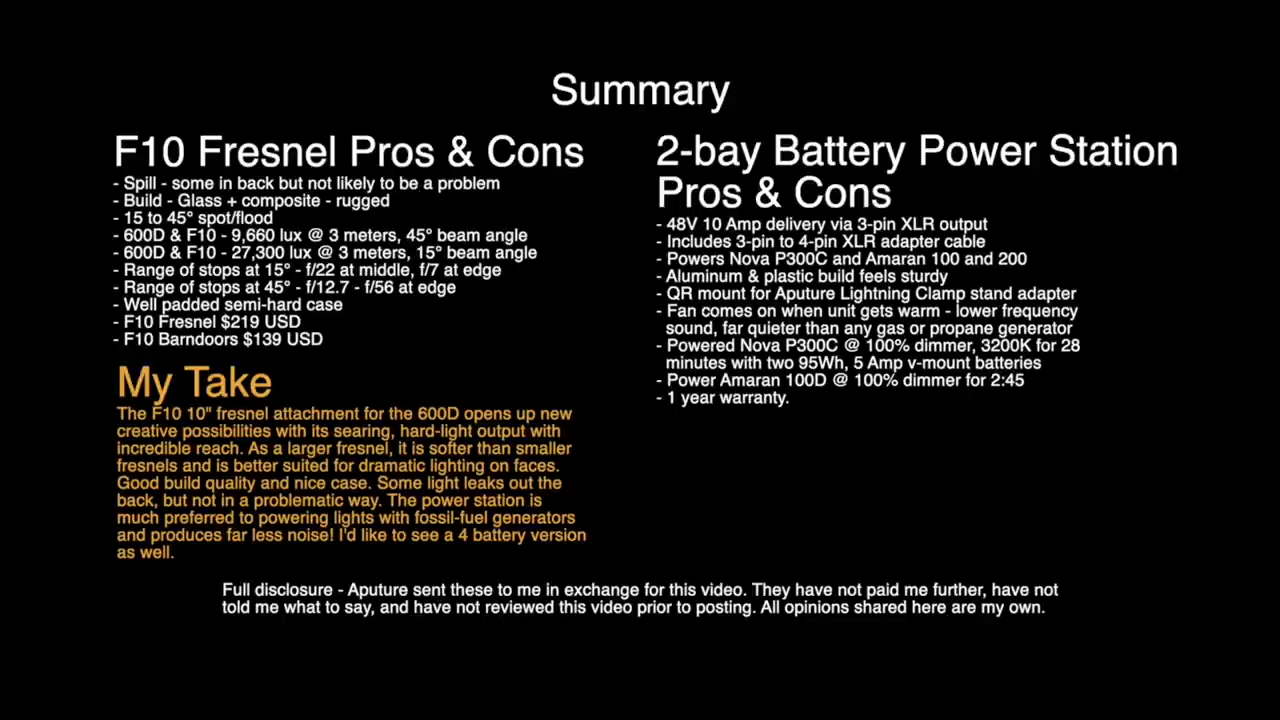 Summary
F10 Fresnel Pros & Cons
- Spill - some in back but not likely to be a problem
- Build - Glass + composite - rugged
- 15 to 45° spot/flood
- 600D & F10 - 9,660 lux @ 3 meters, 45° beam angle
- 600D & F10 - 27,300 lux @ 3 meters, 15° beam angle
- Range of stops at 15° - f/22 at middle, f/7 at edge
- Range of stops at 45° - f/12.7 - f/56 at edge
- Well padded semi-hard case
- F10 Fresnel $219 USD
- F10 Barndoors $139 USD
My Take
The F10 10" fresnel attachment for the 600D opens up new
creative possibilities with its searing, hard-light output with
incredible reach. As a larger fresnel, it is softer than smaller
fresnels and is better suited for dramatic lighting on faces.
Good build quality and nice case. Some light leaks out the
back, but not in a problematic way. The power station is
much preferred to powering lights with fossil-fuel generators
and produces far less noise! I'd like to see a 4 battery version
as well.
2-bay Battery Power Station
Pros & Cons
- 48V 10 Amp delivery via 3-pin XLR output
- Includes 3-pin to 4-pin XLR adapter cable
- Powers Nova P300C and Amaran 100 and 200
- Aluminum & plastic build feels sturdy
- QR mount for Aputure Lightning Clamp stand adapter
- Fan comes on when unit gets warm - lower frequency
sound, far quieter than any gas or propane generator
- Powered Nova P300C @ 100% dimmer, 3200K for 28
minutes with two 95Wh, 5 Amp v-mount batteries
- Power Amaran 100D @ 100% dimmer for 2:45
- 1 year warranty.
Full disclosure - Aputure sent these to me in exchange for this video. They have not paid me further, have not
told me what to say, and have not reviewed this video prior to posting. All opinions shared here are my own.